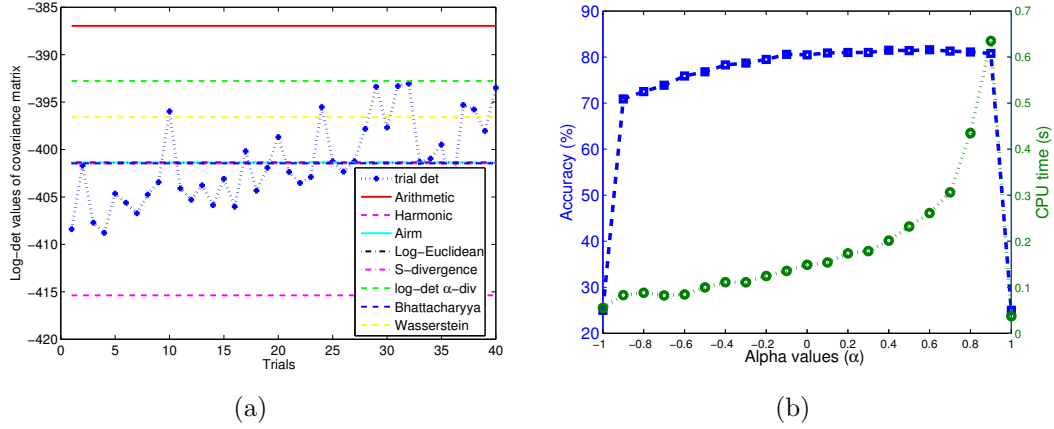 −385
−390
−395
−400
−405
−410
−415
−420
Log−det values of covariance matrix
0 5 10 15 20 25 30 35 40
Trials
trial det
Arithmetic
Harmonic
Airm
Log−Euclidean
S−divergence
log−det α−div
Bhattacharyya
Wasserstein
(a)
90
80
70
60
50
40
30
20
Accuracy (%)
−1 −0.8 −0.6 −0.4 −0.2 0 0.2 0.4 0.6 0.8 1
Alpha values (α)
0.7
0.6
0.5
0.4
0.3
0.2
0.1
0
CPU time (s)
(b)